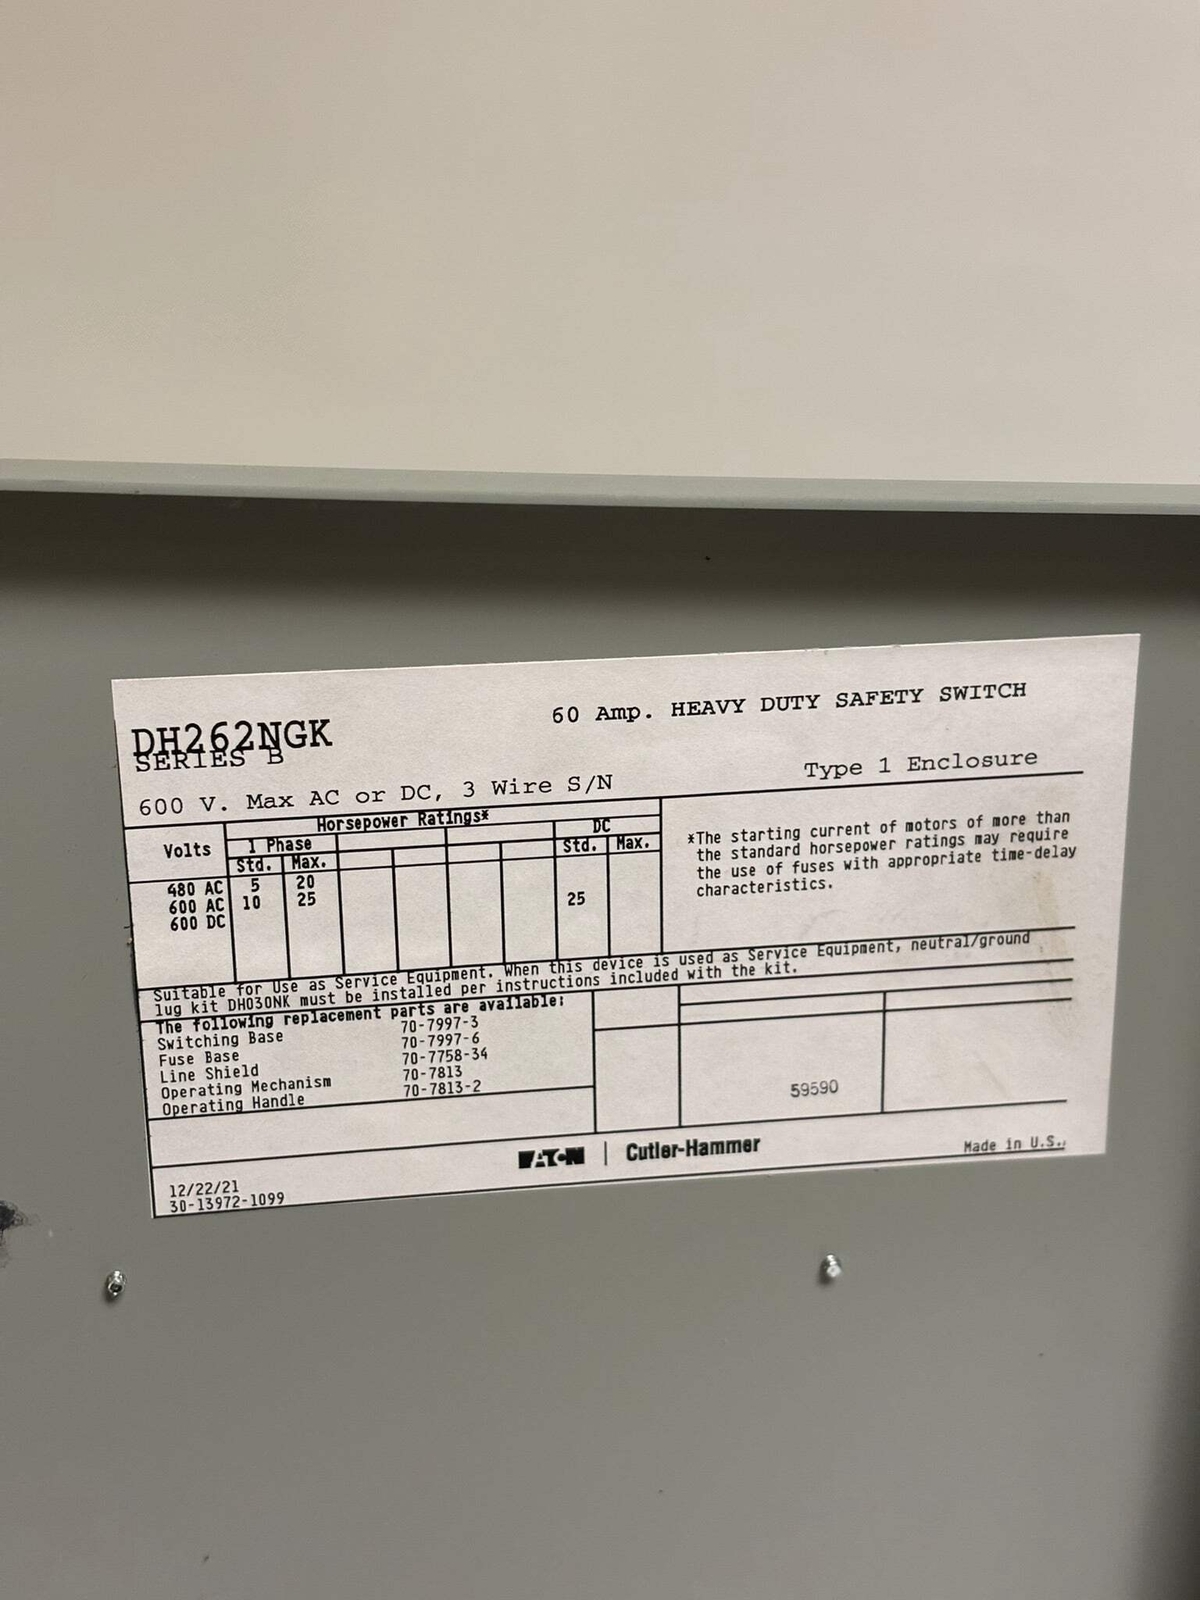 DH262NGK
60 Amp. HEAVY DUTY SAFETY SWITCH
SERIES B
600 V. Max AC or DC, 3 Wire S/N
Type 1 Enclosure
Volts
Horsepower Ratings*
1 Phase
DC
Std. Max.
Std. Max.
480 AC 5 20
600 AC 10 25 25
600 DC
*The starting current of motors of more than
the standard horsepower ratings may require
the use of fuses with appropriate time-delay
characteristics.
Suitable for Use as Service Equipment. When this device is used as Service Equipment, neutral/ground
lug kit DH030NK must be installed per instructions included with the kit.
The following replacement parts are available:
Switching Base 70-7997-3
Fuse Base 70-7997-6
Line Shield 70-7758-34
Operating Mechanism 70-7813
Operating Handle 70-7813-2
59590
EATON | Cutler-Hammer
Made in U.S.
12/22/21
30-13972-1099